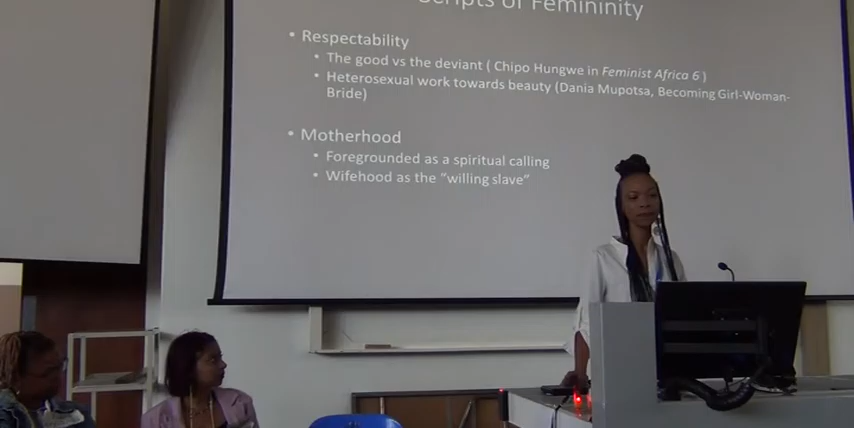 Scripts of Femininity
• Respectability
• The good vs the deviant ( Chipo Hungwe in Feminist Africa 6 )
• Heterosexual work towards beauty (Dania Mupotsa, Becoming Girl-Woman-
Bride)
• Motherhood
• Foregrounded as a spiritual calling
• Wifehood as the “willing slave”